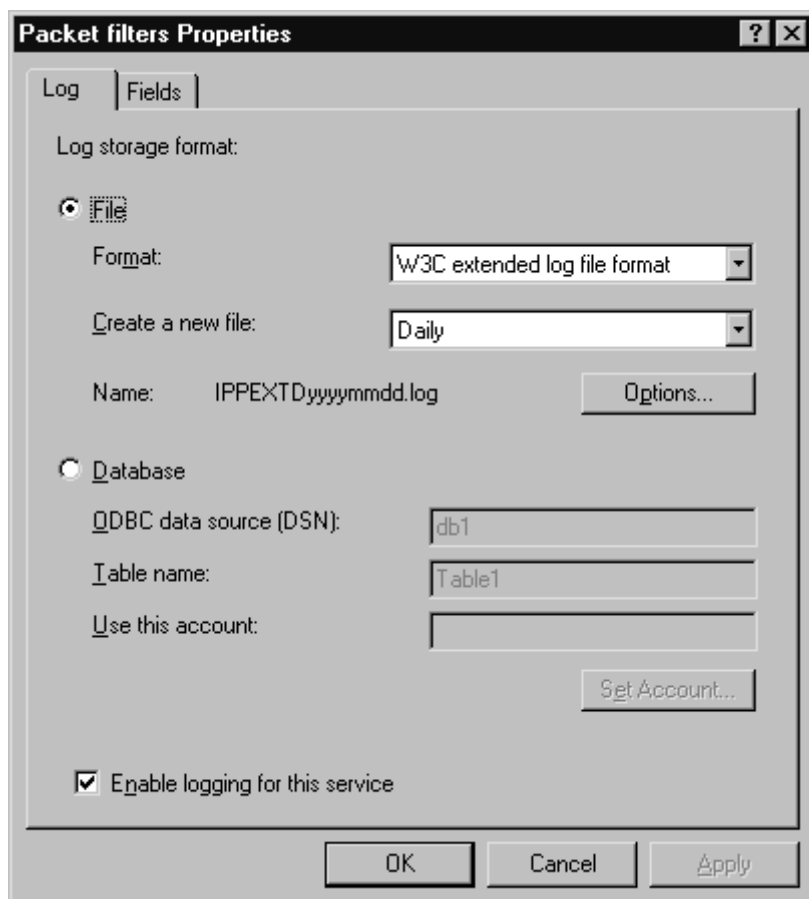 Packet filters Properties
Log Fields
Log storage format:
File
Format: W3C extended log file format
Create a new file: Daily
Name: IPPEXTDyyyymmdd.log Options...
Database
ODBC data source (DSN): db1
Table name: Table1
Use this account:
Set Account...
Enable logging for this service
OK Cancel Apply